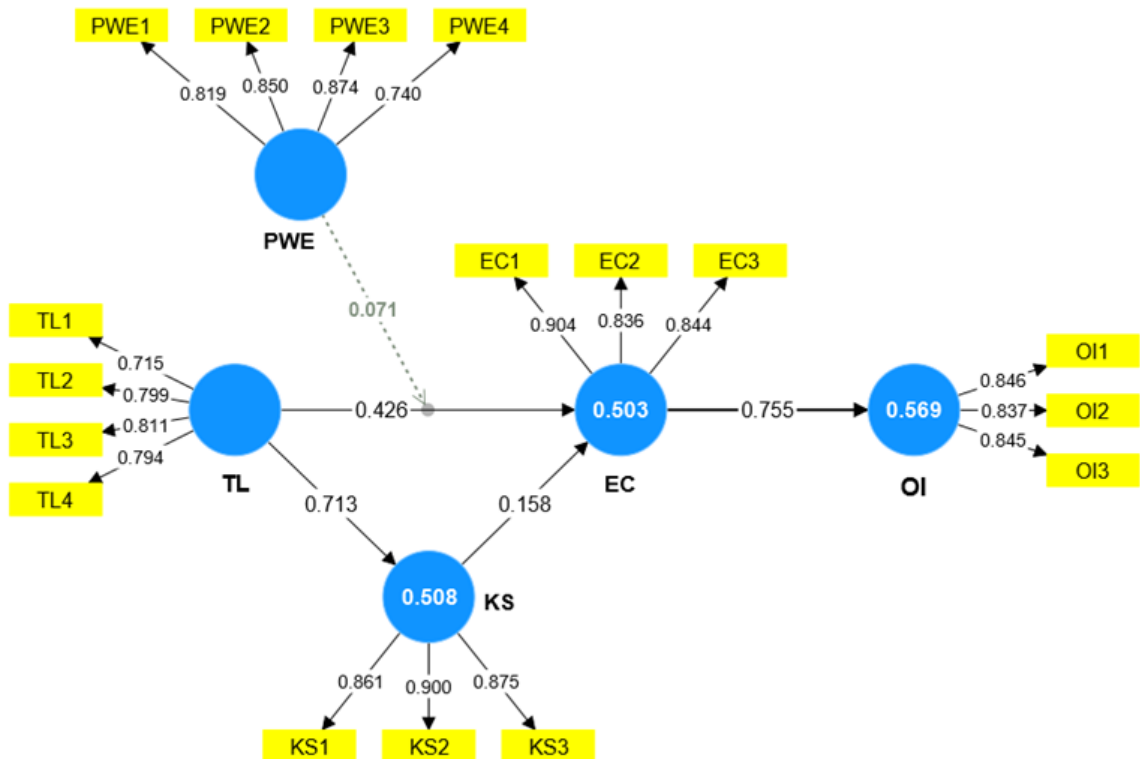 PWE1 PWE2 PWE3 PWE4
0.819 0.850 0.874 0.740
PWE
EC1 EC2 EC3
0.071
0.904 0.836 0.844
TL1
TL2
TL3
TL4
0.715
0.799
0.811
0.794
TL
0.426
0.503
EC
0.755
0.569
OI
0.846
0.837
0.845
OI1
OI2
OI3
0.713
0.158
0.508
KS
0.861 0.900 0.875
KS1 KS2 KS3